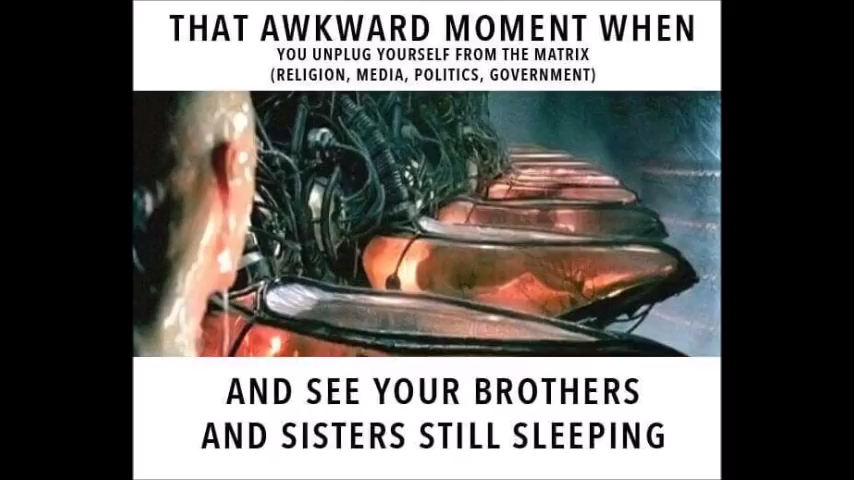 THAT AWKWARD MOMENT WHEN
YOU UNPLUG YOURSELF FROM THE MATRIX
(RELIGION, MEDIA, POLITICS, GOVERNMENT)
AND SEE YOUR BROTHERS
AND SISTERS STILL SLEEPING